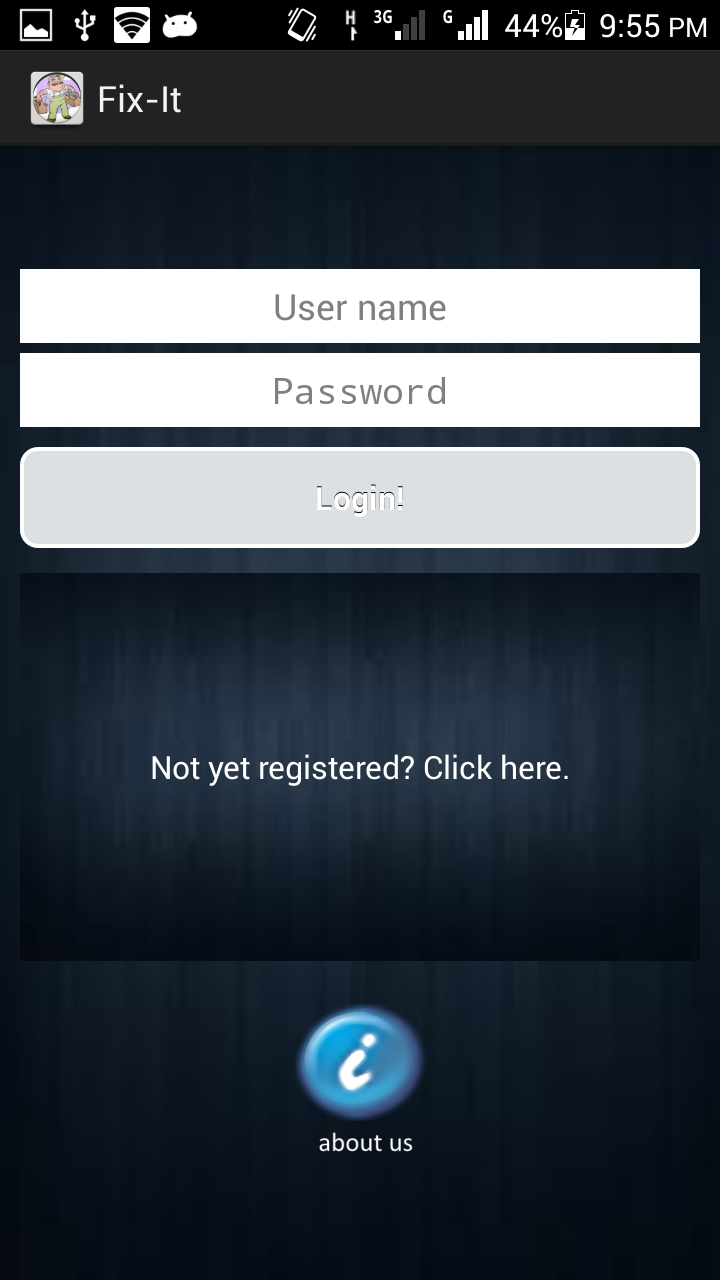 H 3G G 44% 9:55 PM
Fix-It
User name
Password
Login!
Not yet registered? Click here.
i
about us